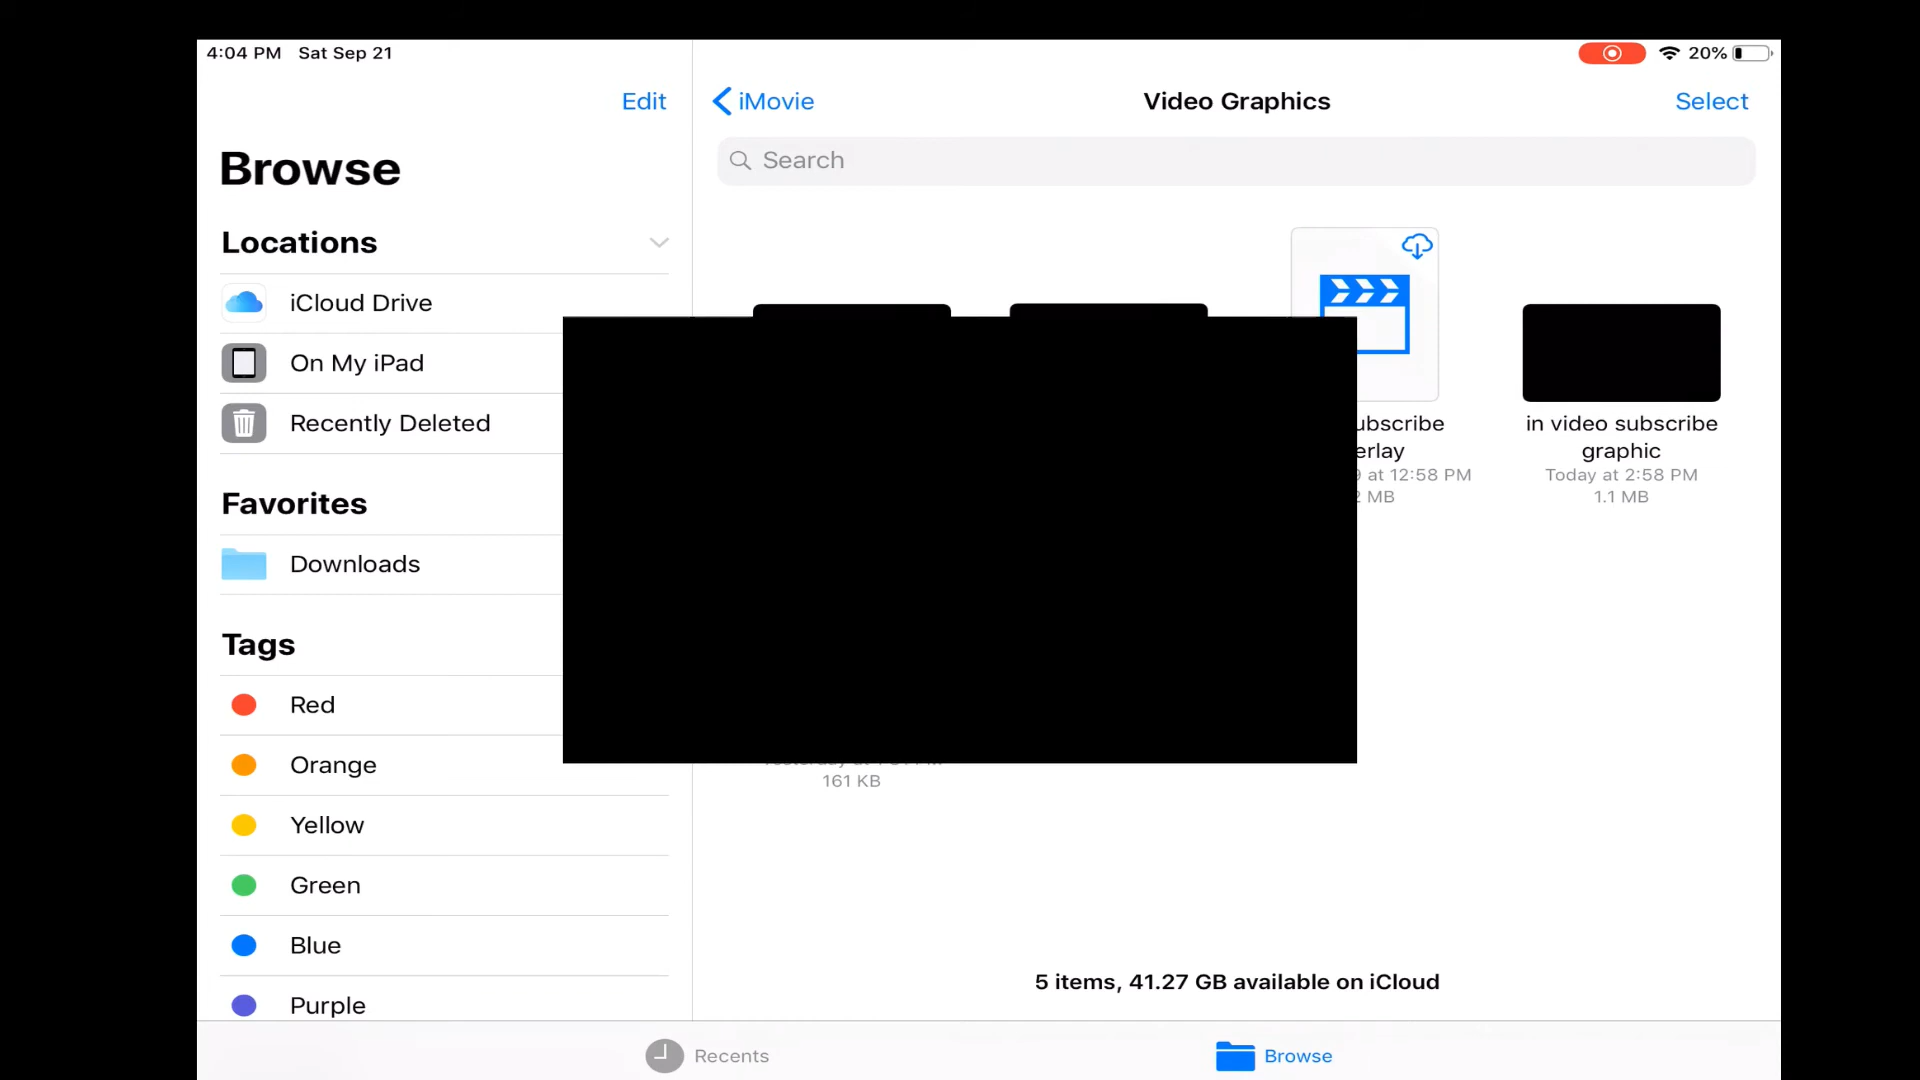 4:04 PM Sat Sep 21
20%
Edit
iMovie
Video Graphics
Select
Browse
Search
Locations
iCloud Drive
On My iPad
Recently Deleted
ubscribe
erlay
at 12:58 PM
MB
in video subscribe
graphic
Today at 2:58 PM
1.1 MB
Favorites
Downloads
Tags
Red
Orange
Yellow
Green
Blue
Purple
161 KB
5 items, 41.27 GB available on iCloud
Recents
Browse